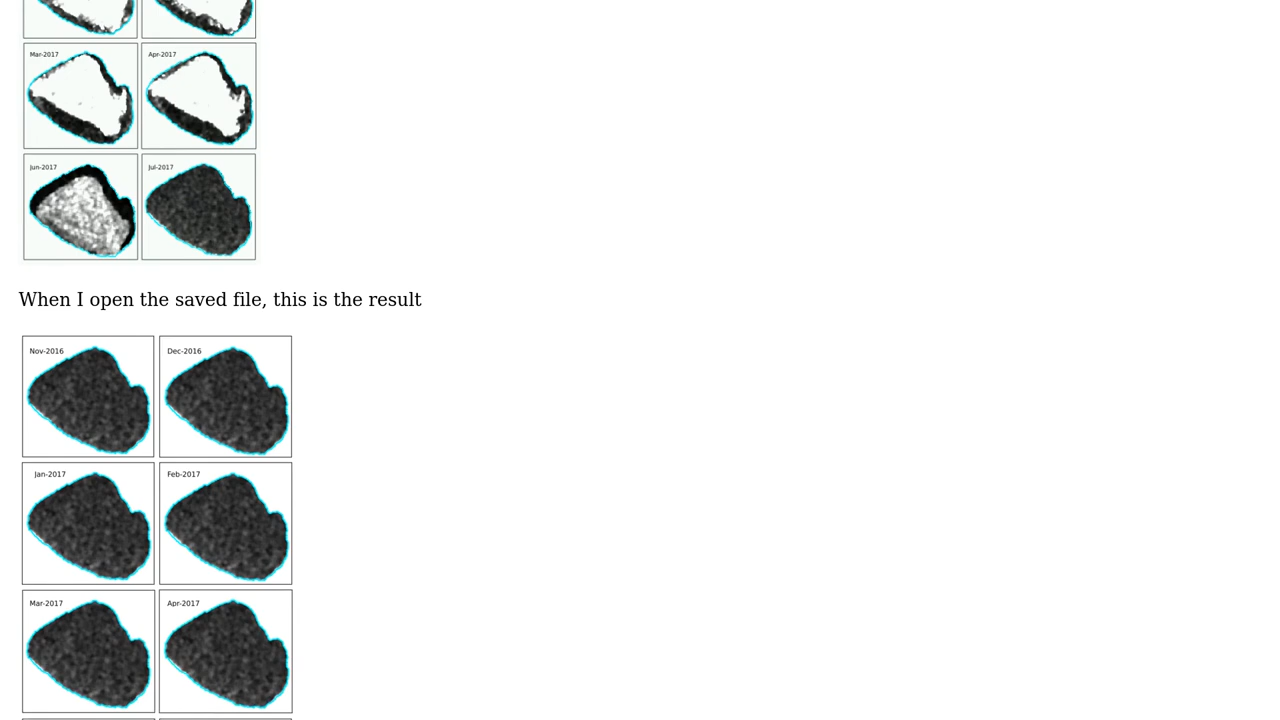 Mar-2017 Apr-2017
Jun-2017 Jul-2017
When I open the saved file, this is the result
Nov-2016 Dec-2016
Jan-2017 Feb-2017
Mar-2017 Apr-2017